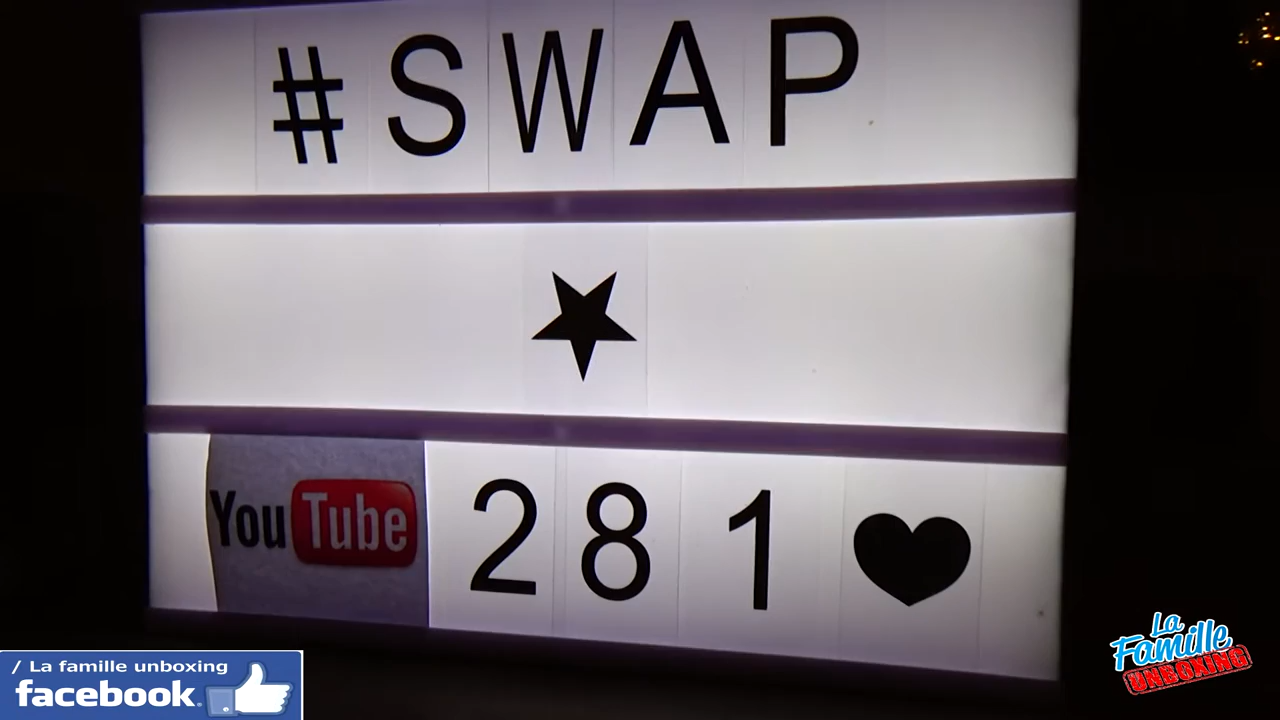 #SWAP
YouTube 281
/ La famille unboxing
facebook
La
Famille
UNBOXING